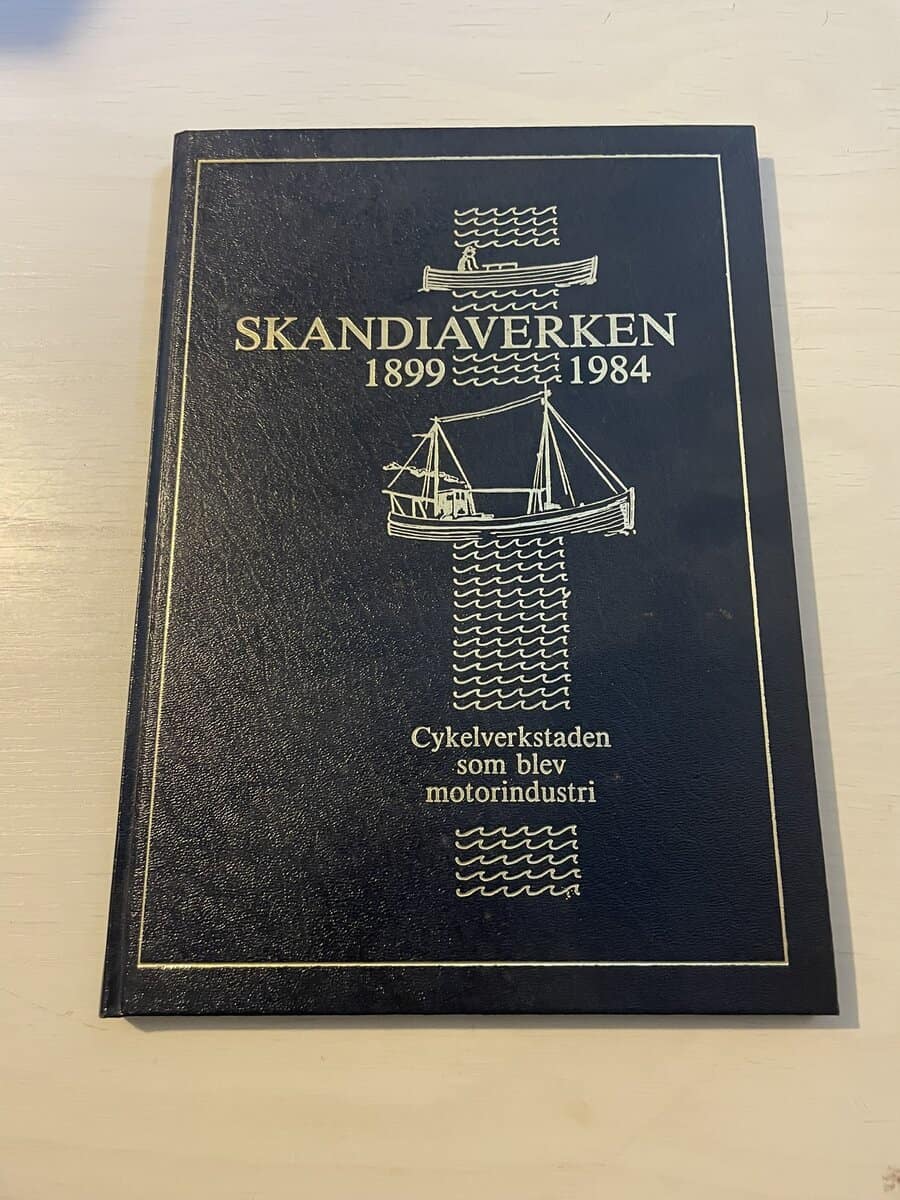 SKANDIAVERKEN
1899 1984
Cykelverkstaden
som blev
motorindustri